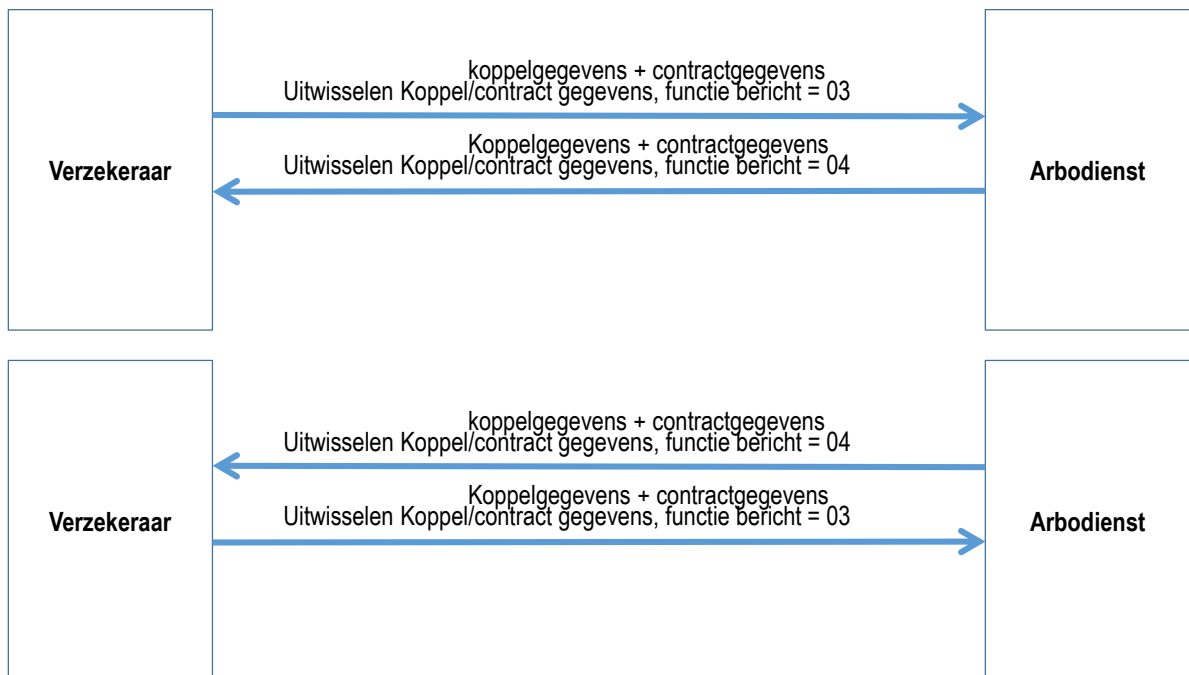 koppelgegevens + contractgegevens
Uitwisselen Koppel/contract gegevens, functie bericht = 03
Koppelgegevens + contractgegevens
Uitwisselen Koppel/contract gegevens, functie bericht = 04
Verzekeraar
Arbodienst
koppelgegevens + contractgegevens
Uitwisselen Koppel/contract gegevens, functie bericht = 04
Koppelgegevens + contractgegevens
Uitwisselen Koppel/contract gegevens, functie bericht = 03
Verzekeraar
Arbodienst